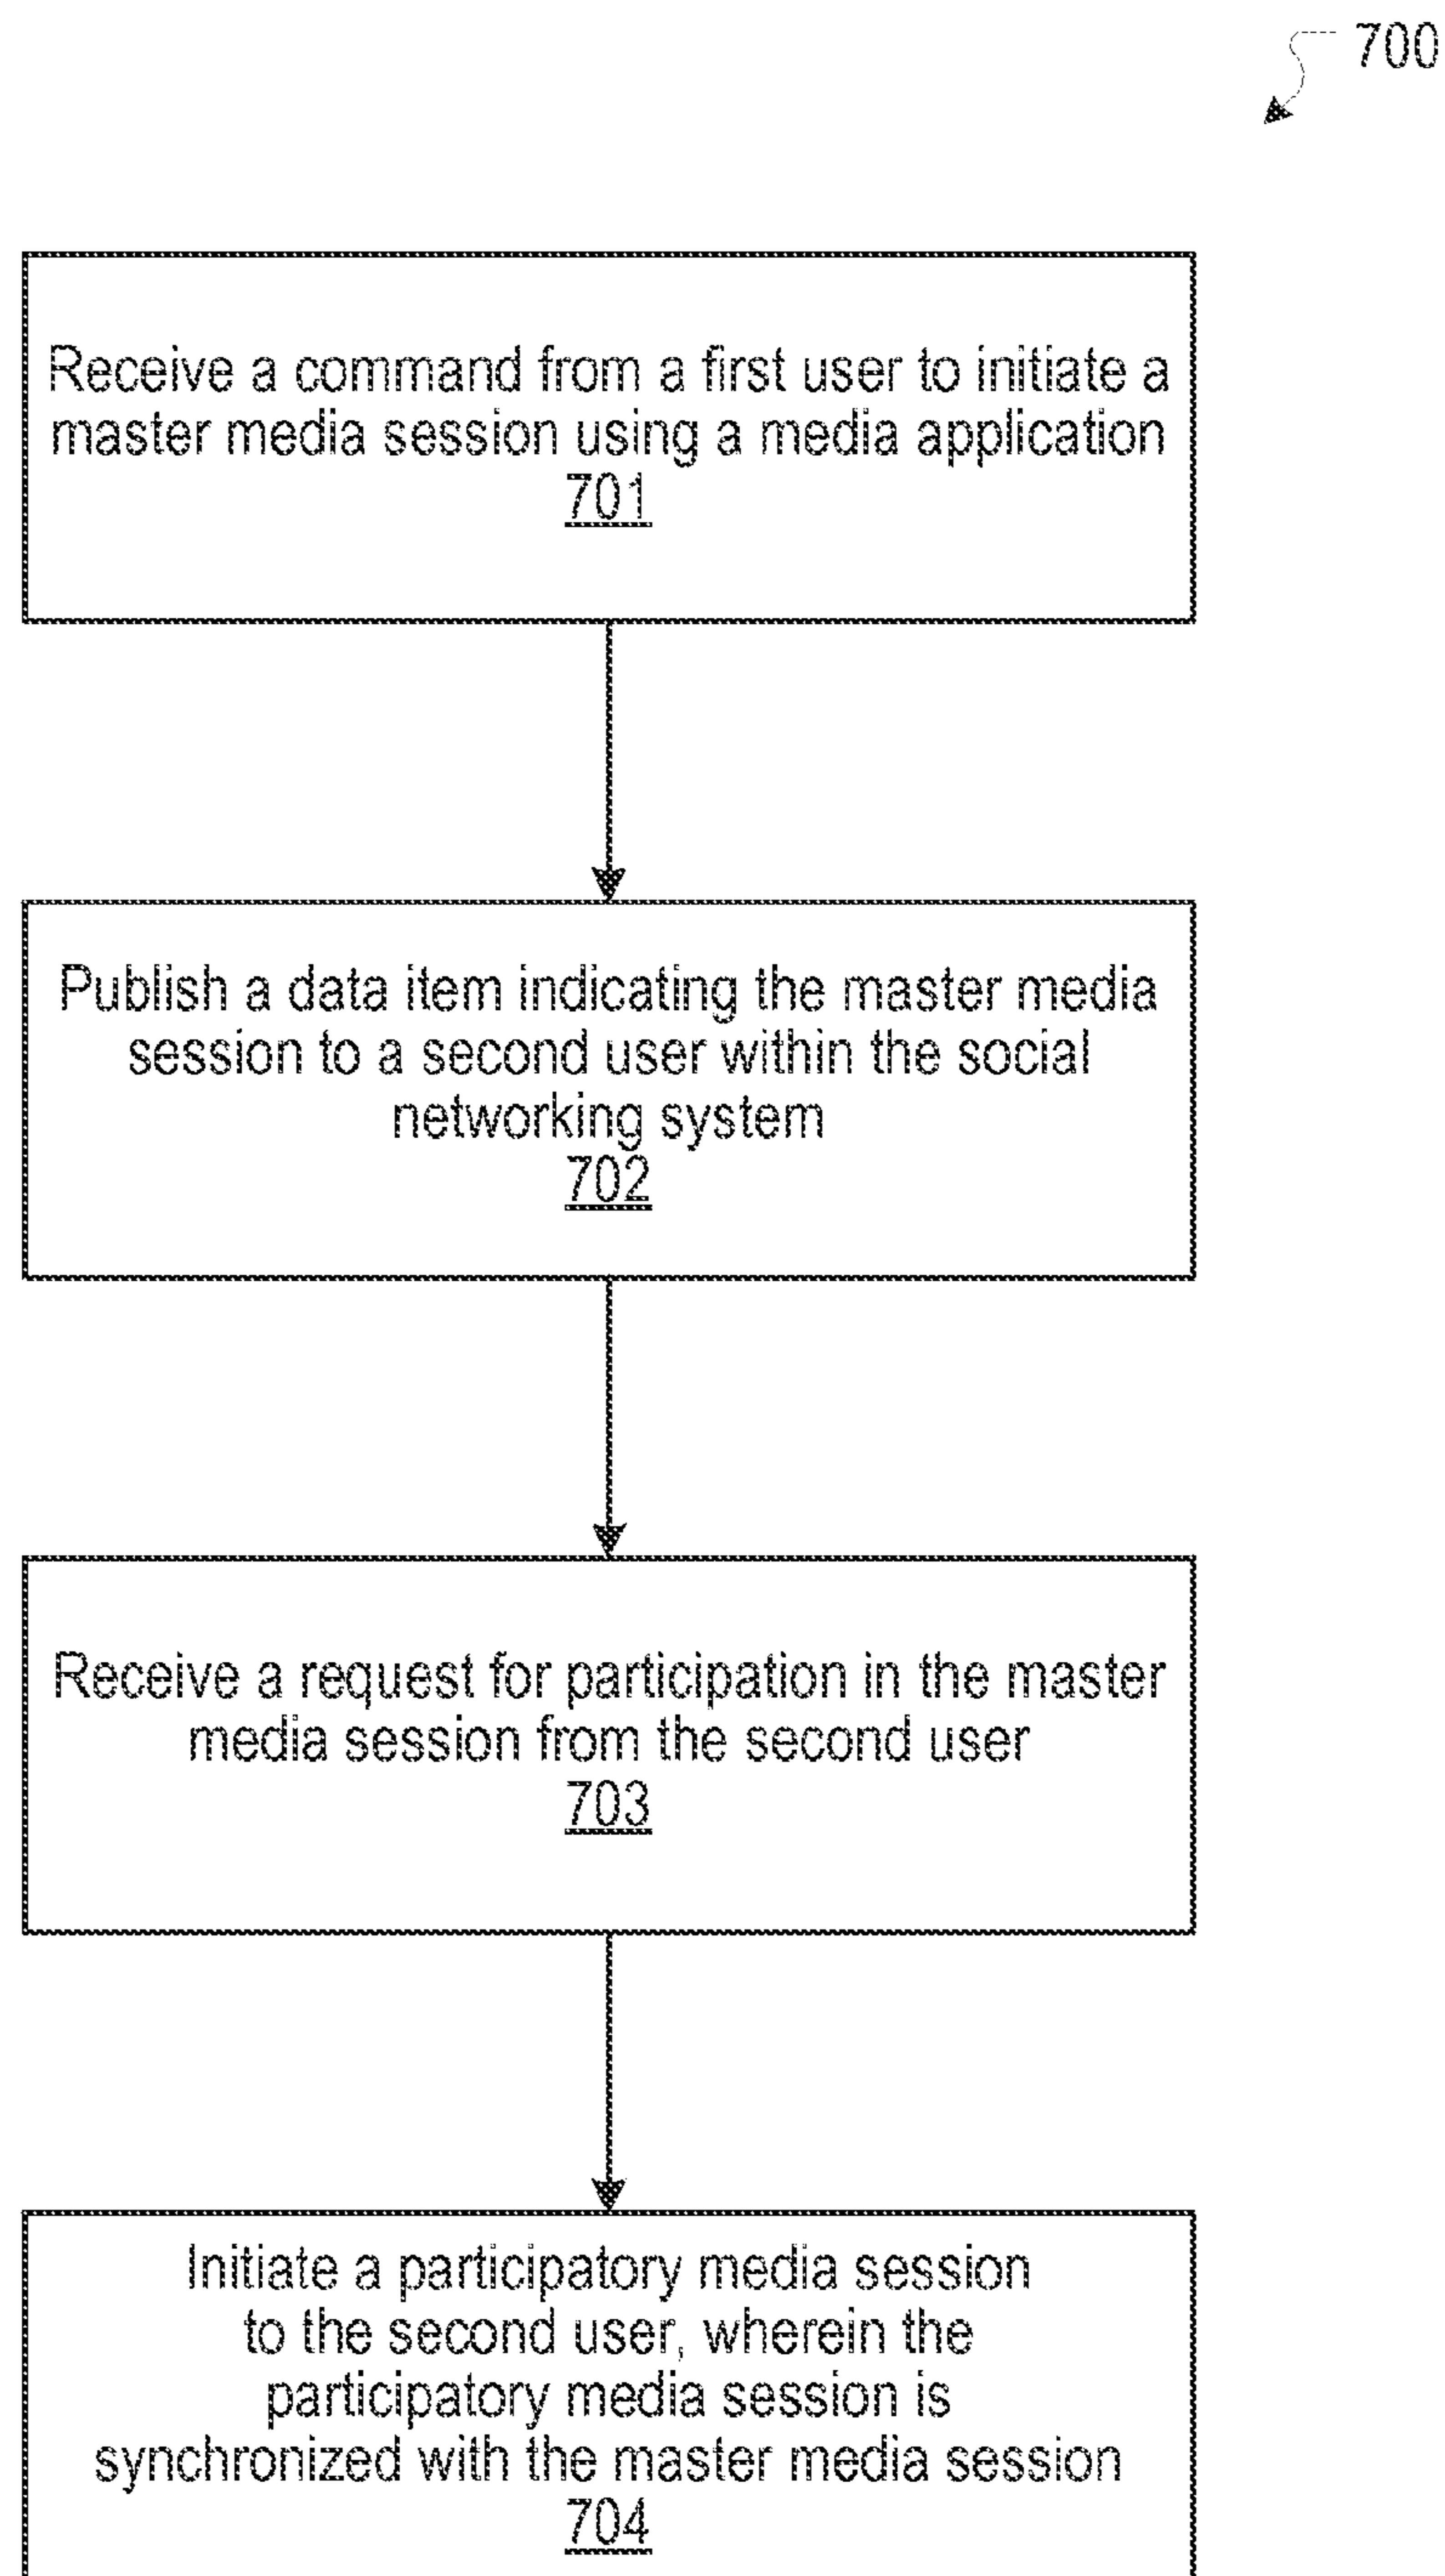 700
Receive a command from a first user to initiate a
master media session using a media application
701
Publish a data item indicating the master media
session to a second user within the social
networking system
702
Receive a request for participation in the master
media session from the second user
703
Initiate a participatory media session
to the second user, wherein the
participatory media session is
synchronized with the master media session
704